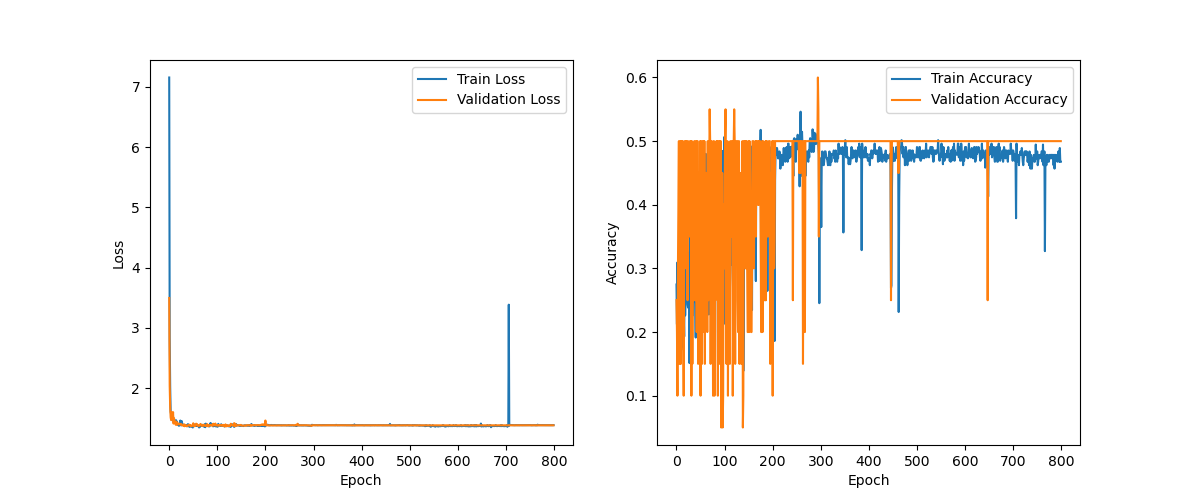 Train Loss
Validation Loss
7
6
5
4
3
2
Loss
0 100 200 300 400 500 600 700 800
Epoch
Train Accuracy
Validation Accuracy
0.6
0.5
0.4
0.3
0.2
0.1
Accuracy
0 100 200 300 400 500 600 700 800
Epoch